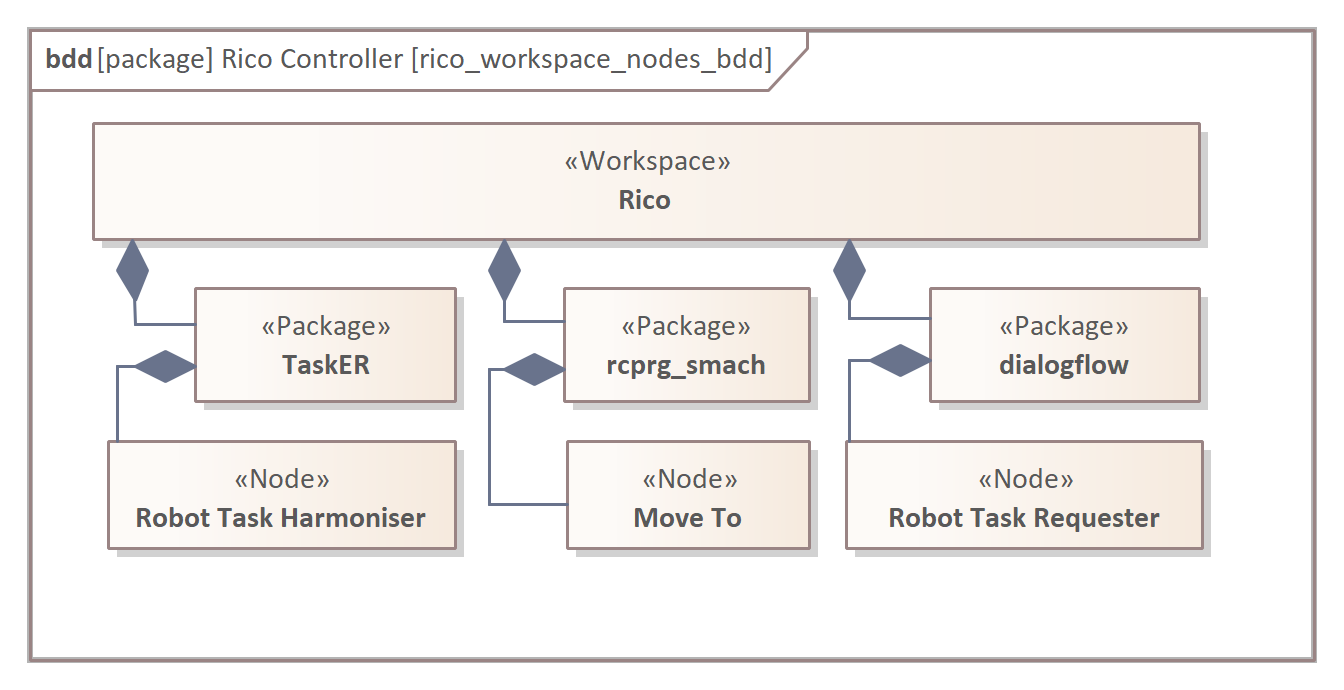 bdd [package] Rico Controller [rico_workspace_nodes_bdd]
«Workspace»
Rico
«Package»
TaskER
«Package»
rcprg_smach
«Package»
dialogflow
«Node»
Robot Task Harmoniser
«Node»
Move To
«Node»
Robot Task Requester